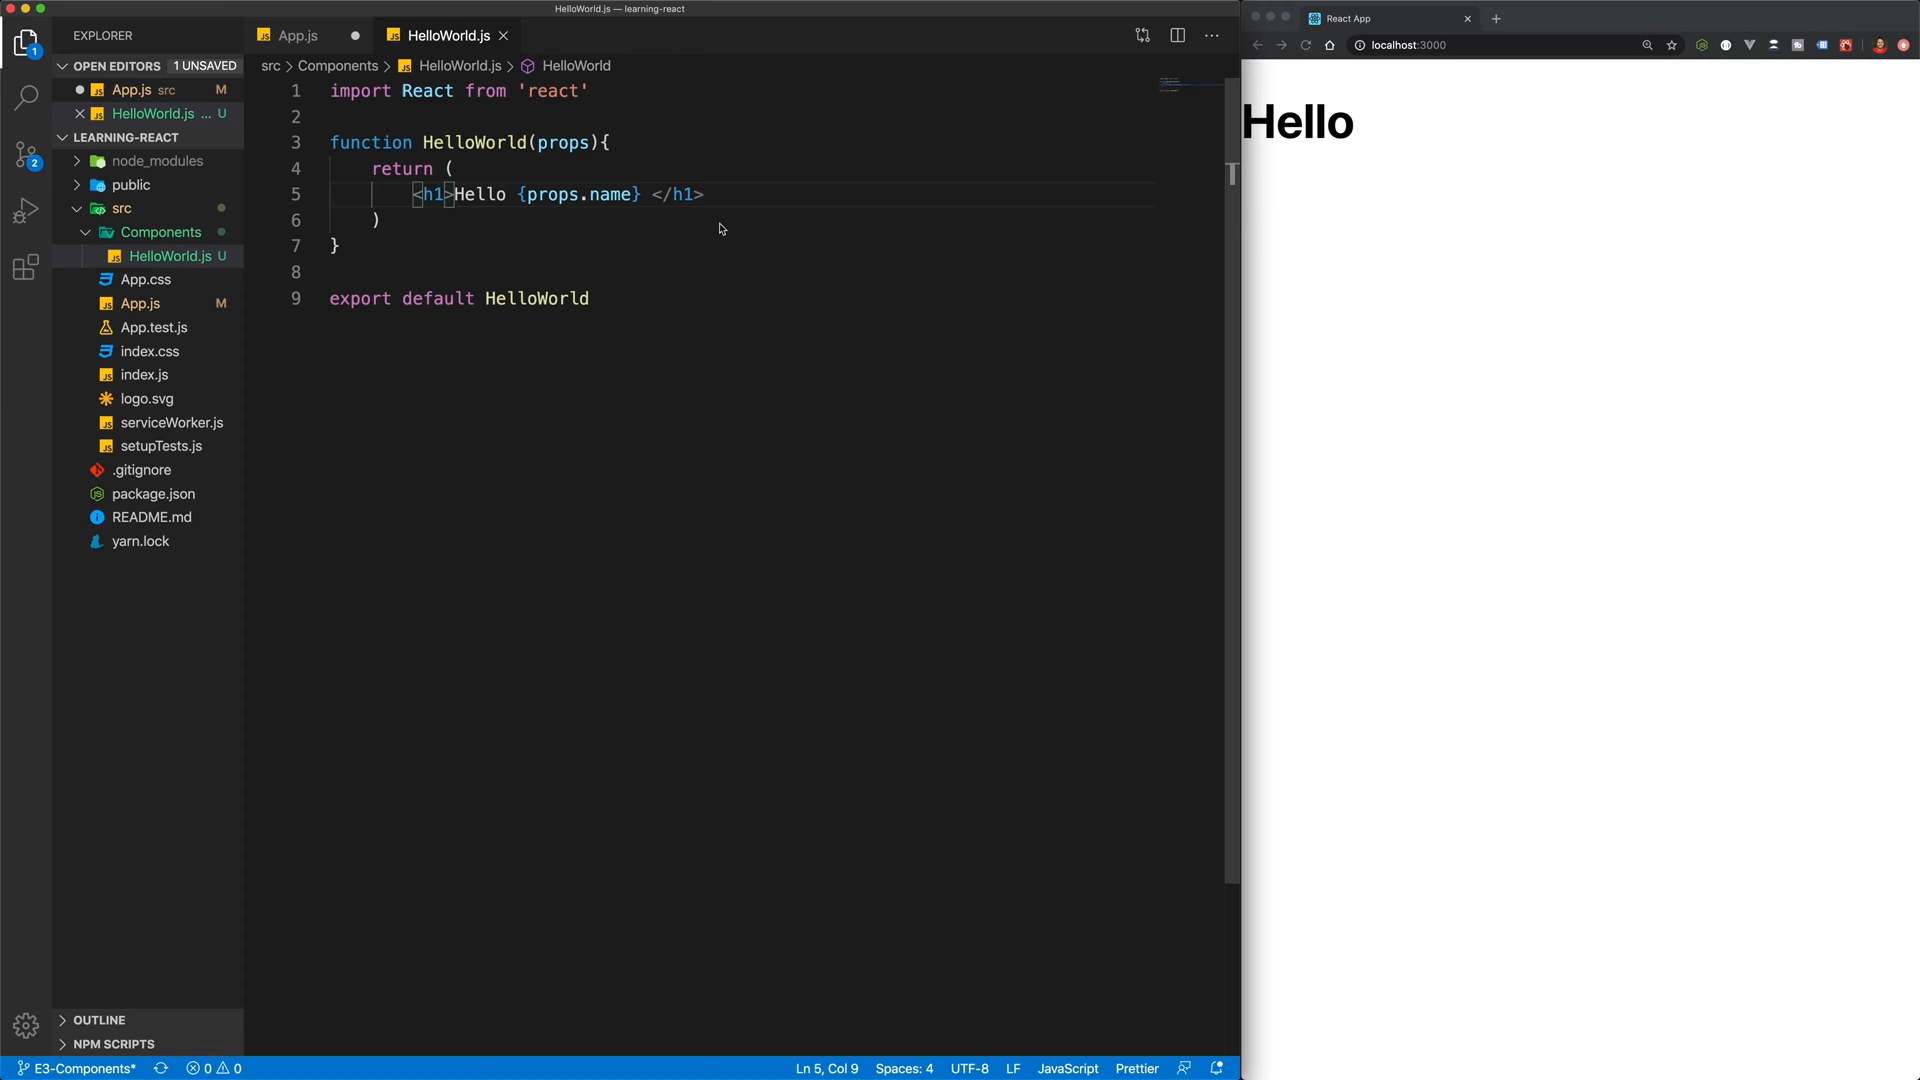 HelloWorld.js — learning-react
EXPLORER
OPEN EDITORS 1 UNSAVED
App.js src M
HelloWorld.js ... U
LEARNING-REACT
node_modules
public
src
Components
HelloWorld.js U
App.css
App.js M
App.test.js
index.css
index.js
logo.svg
serviceWorker.js
setupTests.js
.gitignore
package.json
README.md
yarn.lock
OUTLINE
NPM SCRIPTS
1
2
App.js
HelloWorld.js
src > Components > HelloWorld.js > HelloWorld
1 import React from 'react'
2
3 function HelloWorld(props){
4 return (
5 <h1>Hello {props.name} </h1>
6 )
7 }
8
9 export default HelloWorld
E3-Components* 0 0 Ln 5, Col 9 Spaces: 4 UTF-8 LF JavaScript Prettier
React App
localhost:3000
Hello